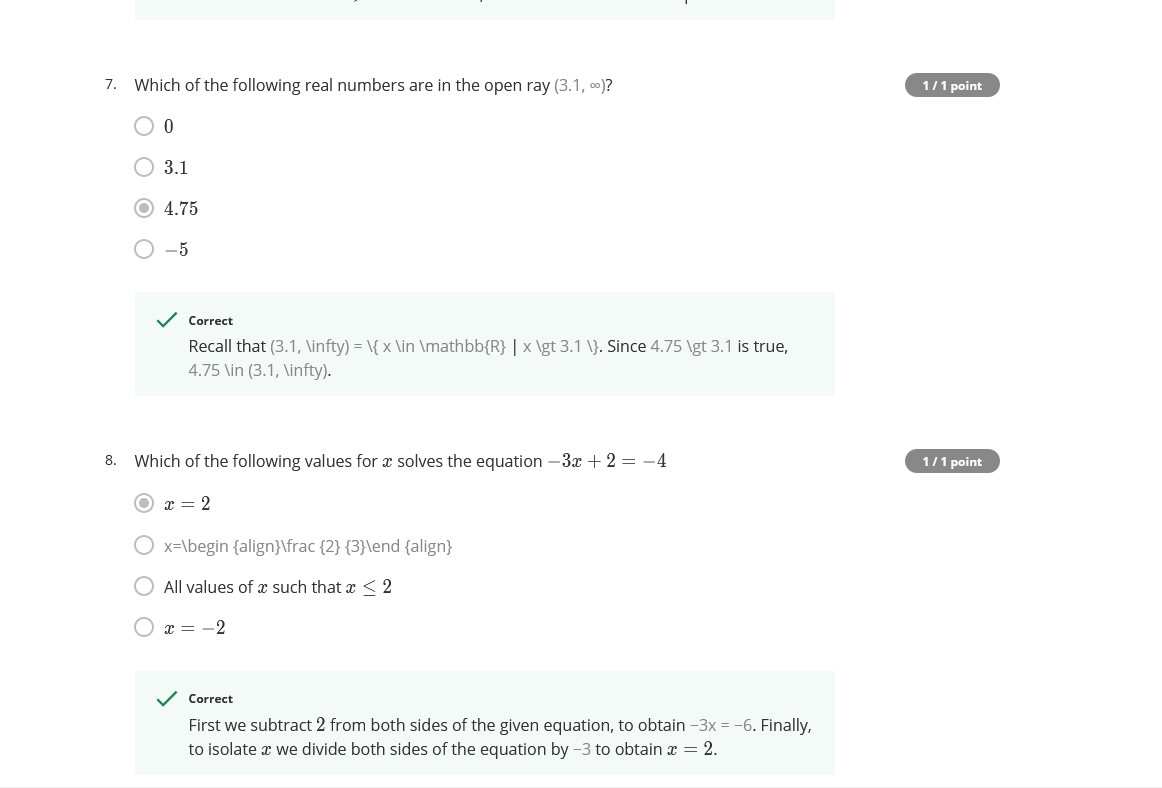 7. Which of the following real numbers are in the open ray (3.1, ∞)? 1 / 1 point
0
3.1
4.75
−5
Correct
Recall that (3.1, \infty) = \{ x \in \mathbb{R} | x \gt 3.1 \}. Since 4.75 \gt 3.1 is true,
4.75 \in (3.1, \infty).
8. Which of the following values for x solves the equation −3x + 2 = −4 1 / 1 point
x = 2
x=\begin {align}\frac {2} {3}\end {align}
All values of x such that x ≤ 2
x = −2
Correct
First we subtract 2 from both sides of the given equation, to obtain −3x = −6. Finally,
to isolate x we divide both sides of the equation by −3 to obtain x = 2.